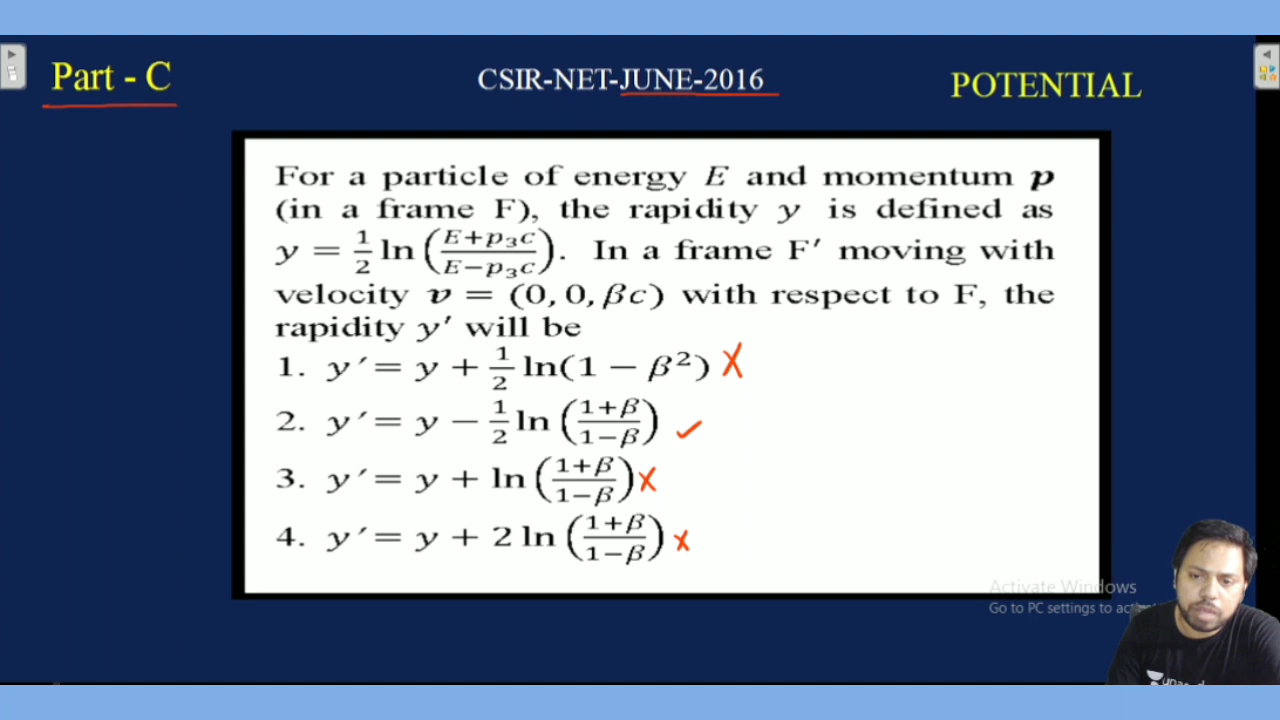 Part - C
CSIR-NET-JUNE-2016
POTENTIAL
For a particle of energy E and momentum p
(in a frame F), the rapidity y is defined as
y = 1/2 ln (E+p₃c / E−p₃c). In a frame F′ moving with
velocity v = (0, 0, βc) with respect to F, the
rapidity y′ will be
1. y′= y + 1/2 ln(1 − β²) X
2. y′= y − 1/2 ln (1+β / 1−β) ✓
3. y′= y + ln (1+β / 1−β) X
4. y′= y + 2 ln (1+β / 1−β) X
Activate Windows
Go to PC settings to